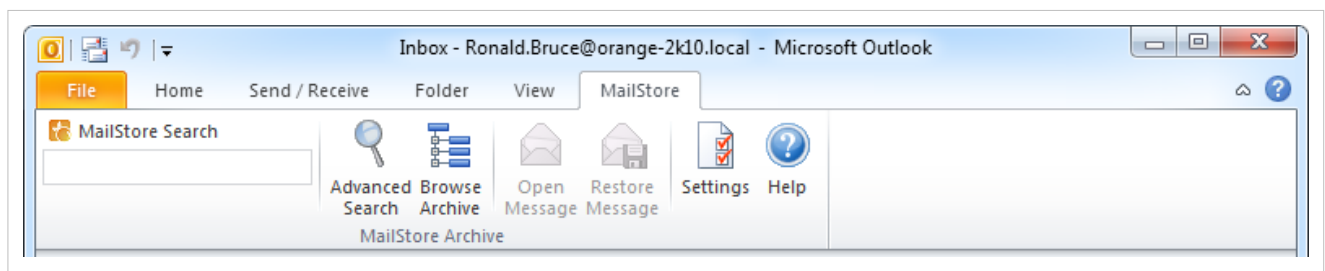 Inbox - Ronald.Bruce@orange-2k10.local - Microsoft Outlook
File Home Send / Receive Folder View MailStore
MailStore Search
Advanced Search
Browse Archive
Open Message
Restore Message
Settings
Help
MailStore Archive